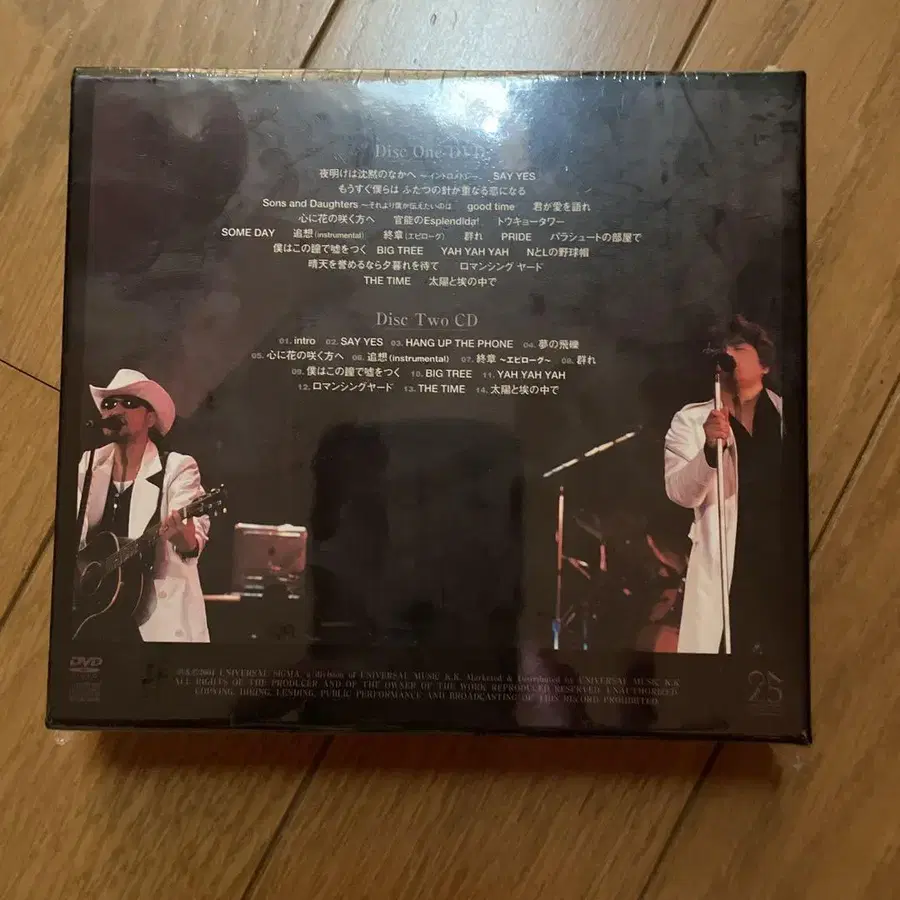 Disc One DVD
夜明けは沈黙のなかへ ～イントロメトリー～ SAY YES
もうすぐ僕らは ふたつの針が重なる恋になる
Sons and Daughters ～それより僕が伝えたいのは good time 君が愛を語れ
心に花の咲く方へ 官能のEsplendida! トウキョータワー
SOME DAY 追想(instrumental) 終章(エピローグ) 群れ PRIDE パラシュートの部屋で
僕はこの瞳で嘘をつく BIG TREE YAH YAH YAH NとLの野球帽
晴天を誉めるなら夕暮れを待て ロマンシング ヤード
THE TIME 太陽と埃の中で
Disc Two CD
01. intro 02. SAY YES 03. HANG UP THE PHONE 04. 夢の飛礫
05. 心に花の咲く方へ 06. 追想(instrumental) 07. 終章 ～エピローグ～ 08. 群れ
09. 僕はこの瞳で嘘をつく 10. BIG TREE 11. YAH YAH YAH
12. ロマンシングヤード 13. THE TIME 14. 太陽と埃の中で
DVD
℗&©2004 UNIVERSAL SIGMA, a division of UNIVERSAL MUSIC K.K. Marketed & Distributed by UNIVERSAL MUSIC K.K.
ALL RIGHTS OF THE PRODUCER AND OF THE OWNER OF THE WORK REPRODUCED RESERVED. UNAUTHORIZED
COPYING, HIRING, LENDING, PUBLIC PERFORMANCE AND BROADCASTING OF THIS RECORD PROHIBITED.
25